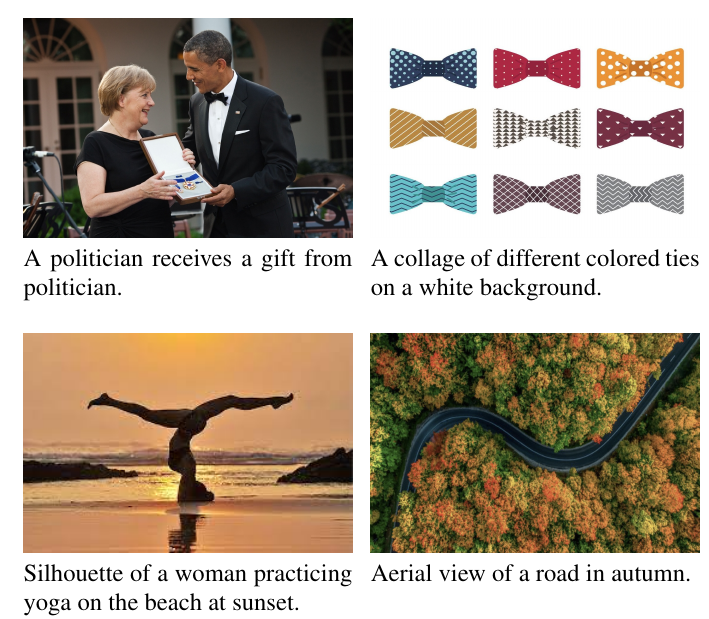 A politician receives a gift from
politician.
A collage of different colored ties
on a white background.
Silhouette of a woman practicing
yoga on the beach at sunset.
Aerial view of a road in autumn.